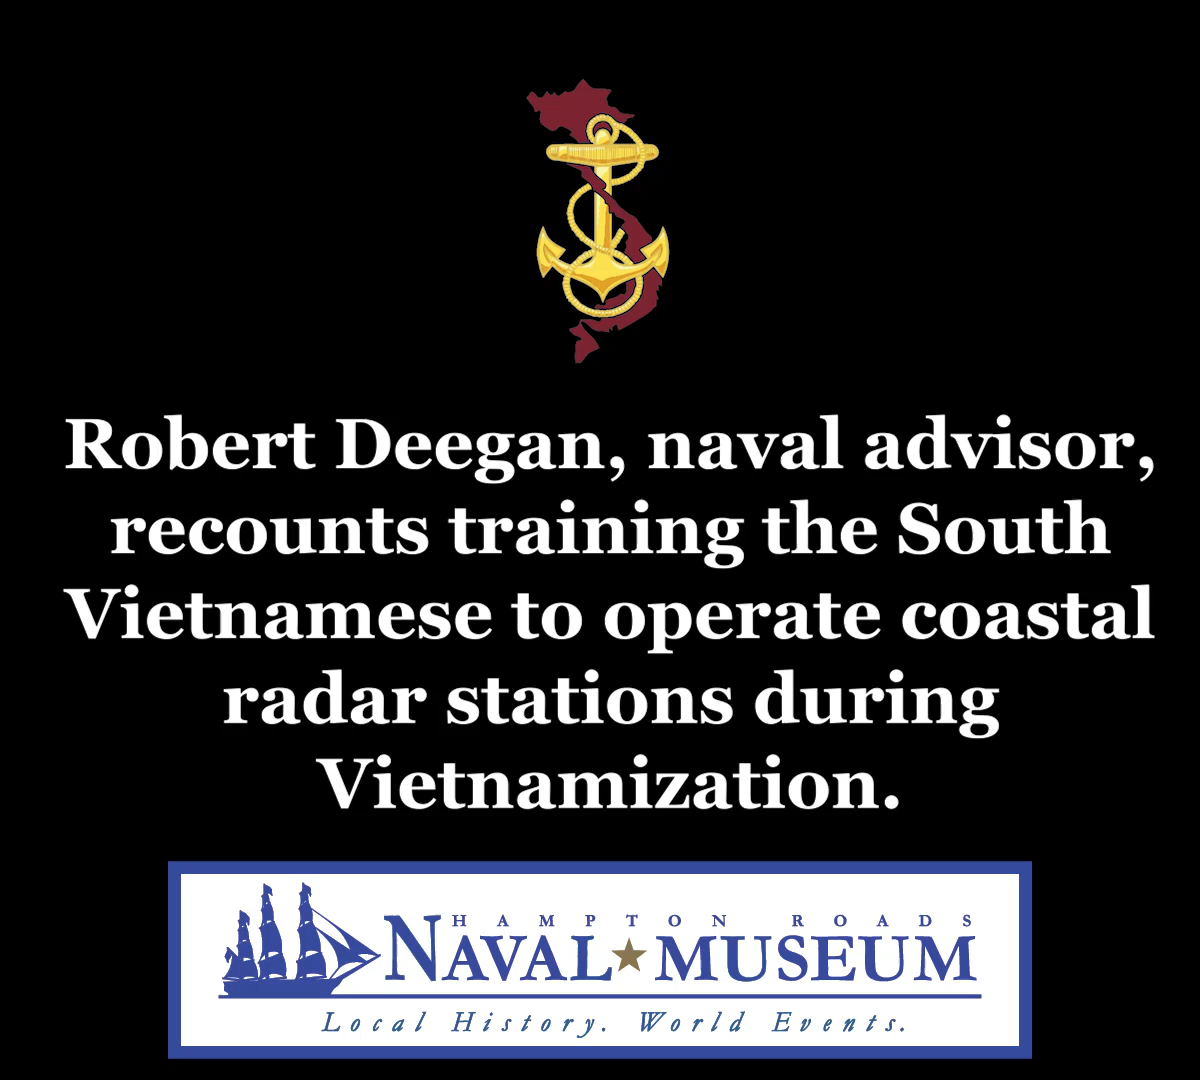 Robert Deegan, naval advisor,
recounts training the South
Vietnamese to operate coastal
radar stations during
Vietnamization.
HAMPTON ROADS
NAVAL MUSEUM
Local History. World Events.